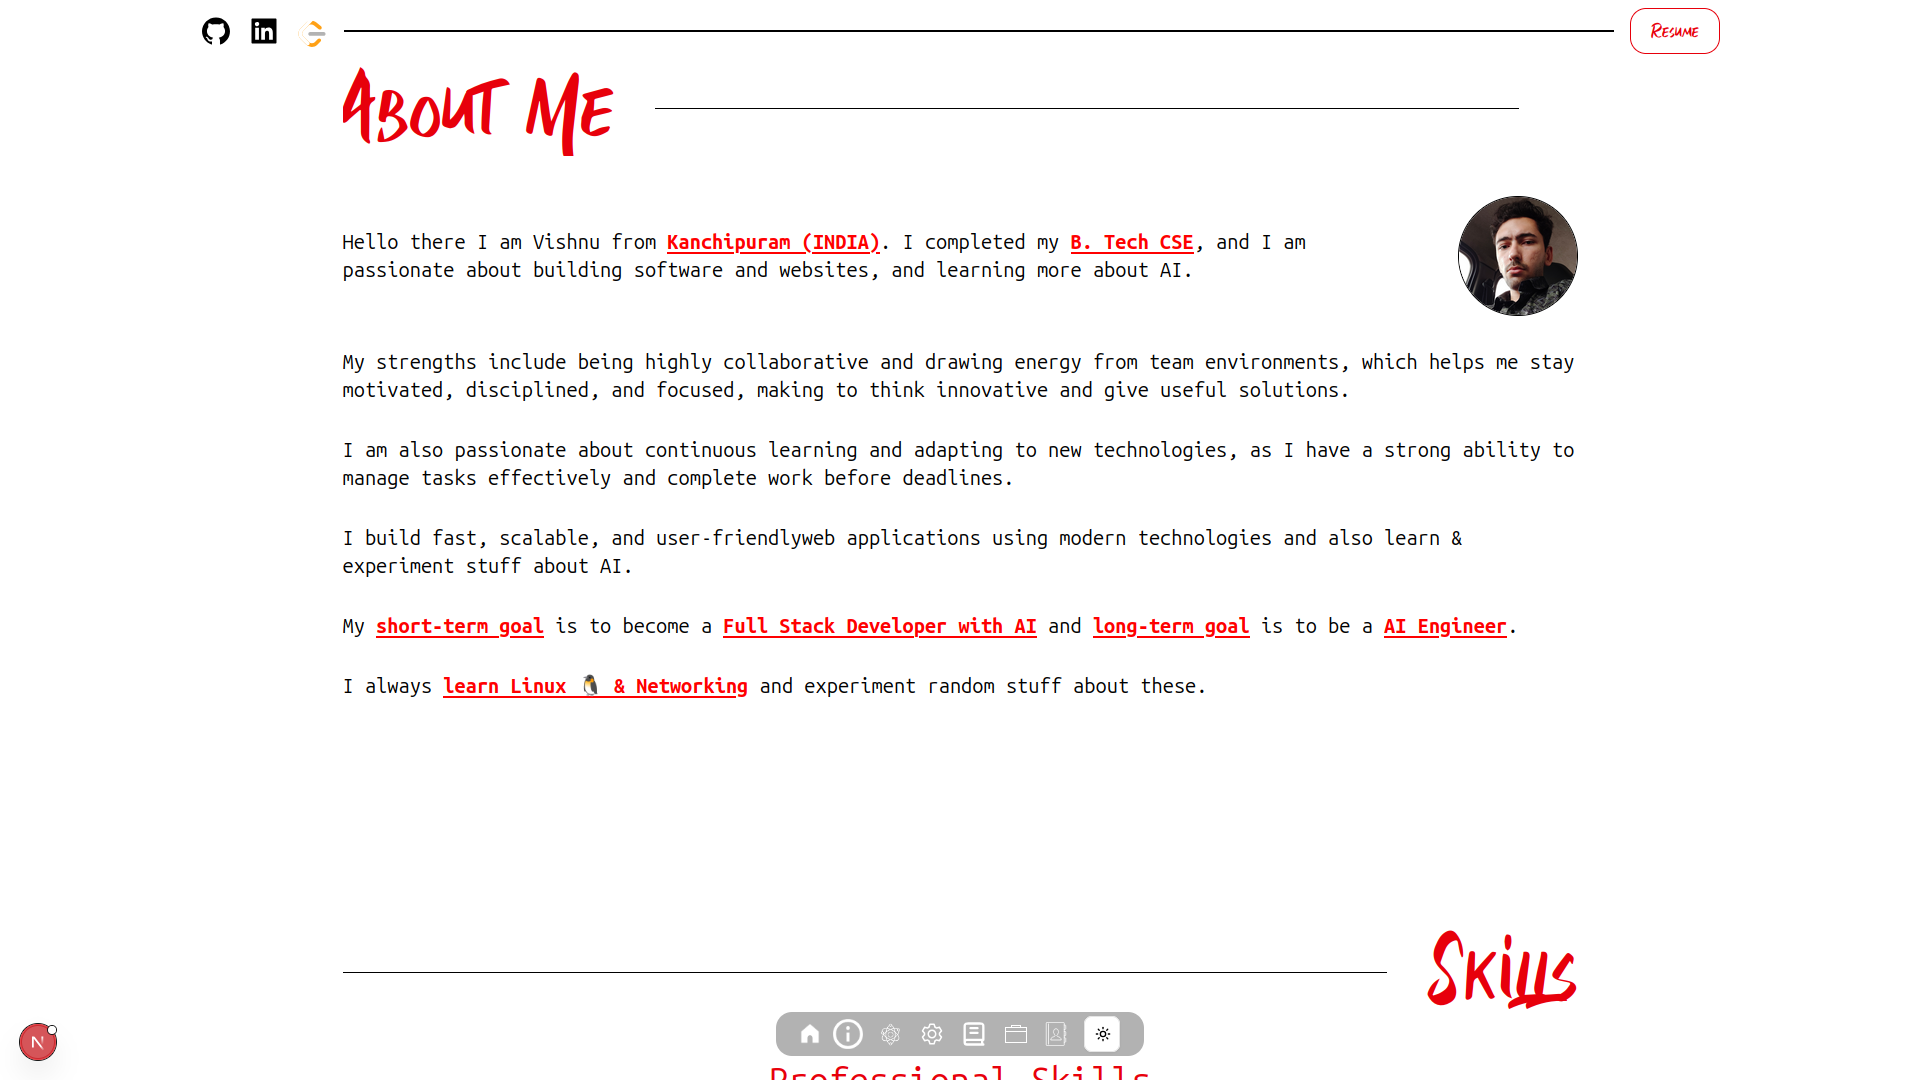 in
Resume
About Me
Hello there I am Vishnu from Kanchipuram (INDIA). I completed my B. Tech CSE, and I am
passionate about building software and websites, and learning more about AI.
My strengths include being highly collaborative and drawing energy from team environments, which helps me stay
motivated, disciplined, and focused, making to think innovative and give useful solutions.
I am also passionate about continuous learning and adapting to new technologies, as I have a strong ability to
manage tasks effectively and complete work before deadlines.
I build fast, scalable, and user-friendlyweb applications using modern technologies and also learn &
experiment stuff about AI.
My short-term goal is to become a Full Stack Developer with AI and long-term goal is to be a AI Engineer.
I always learn Linux 🐧 & Networking and experiment random stuff about these.
Skills
N
Professional Skills